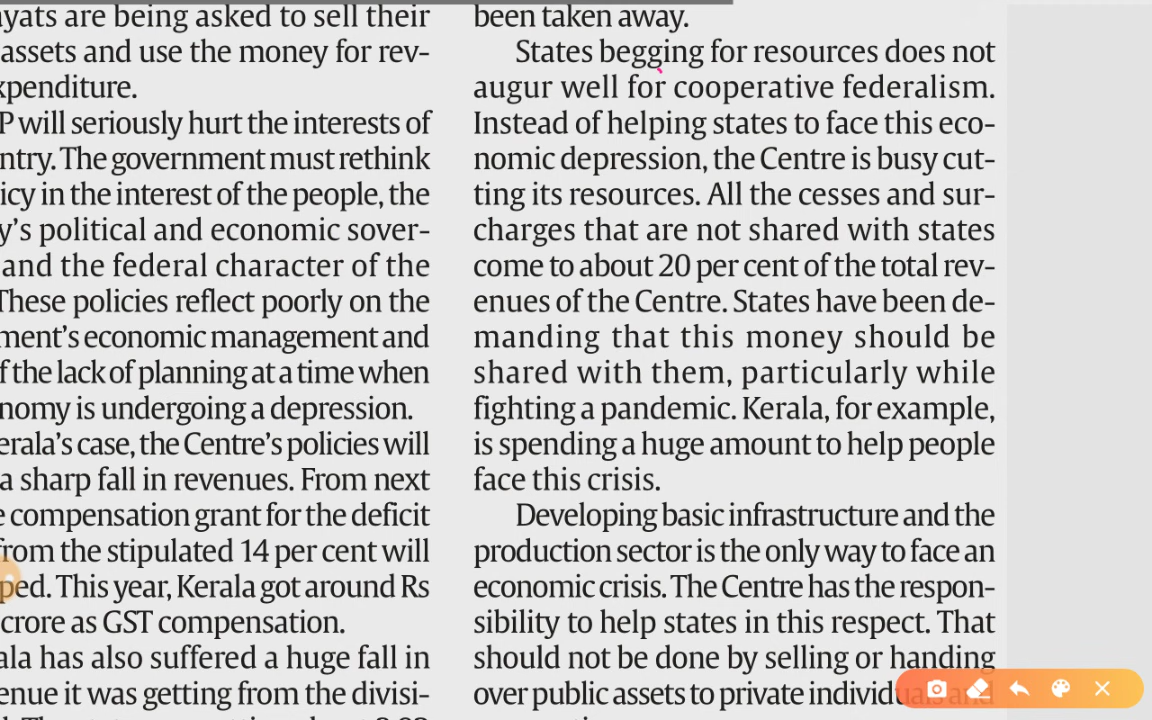 ayats are being asked to sell their
assets and use the money for rev-
xpenditure.
P will seriously hurt the interests of
ntry. The government must rethink
icy in the interest of the people, the
y's political and economic sover-
and the federal character of the
These policies reflect poorly on the
ment's economic management and
f the lack of planning at a time when
nomy is undergoing a depression.
erala's case, the Centre's policies will
a sharp fall in revenues. From next
e compensation grant for the deficit
from the stipulated 14 per cent will
ped. This year, Kerala got around Rs
crore as GST compensation.
ala has also suffered a huge fall in
enue it was getting from the divisi-
been taken away.
States begging for resources does not
augur well for cooperative federalism.
Instead of helping states to face this eco-
nomic depression, the Centre is busy cut-
ting its resources. All the cesses and sur-
charges that are not shared with states
come to about 20 per cent of the total rev-
enues of the Centre. States have been de-
manding that this money should be
shared with them, particularly while
fighting a pandemic. Kerala, for example,
is spending a huge amount to help people
face this crisis.
Developing basic infrastructure and the
production sector is the only way to face an
economic crisis. The Centre has the respon-
sibility to help states in this respect. That
should not be done by selling or handing
over public assets to private individuals and